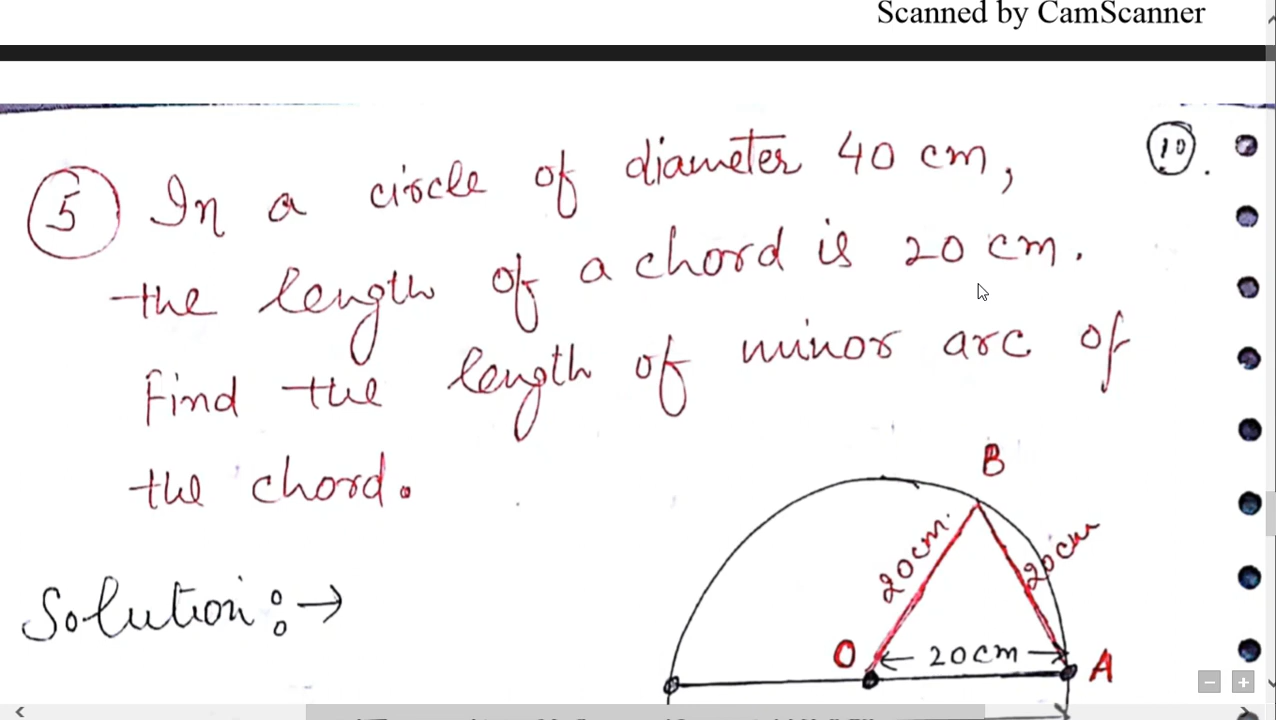 Scanned by CamScanner
10.
5 In a circle of diameter 40 cm,
the length of a chord is 20 cm.
Find the length of minor arc of
the chord.
B
20cm.
20cm
Solution:→
O
20cm
A